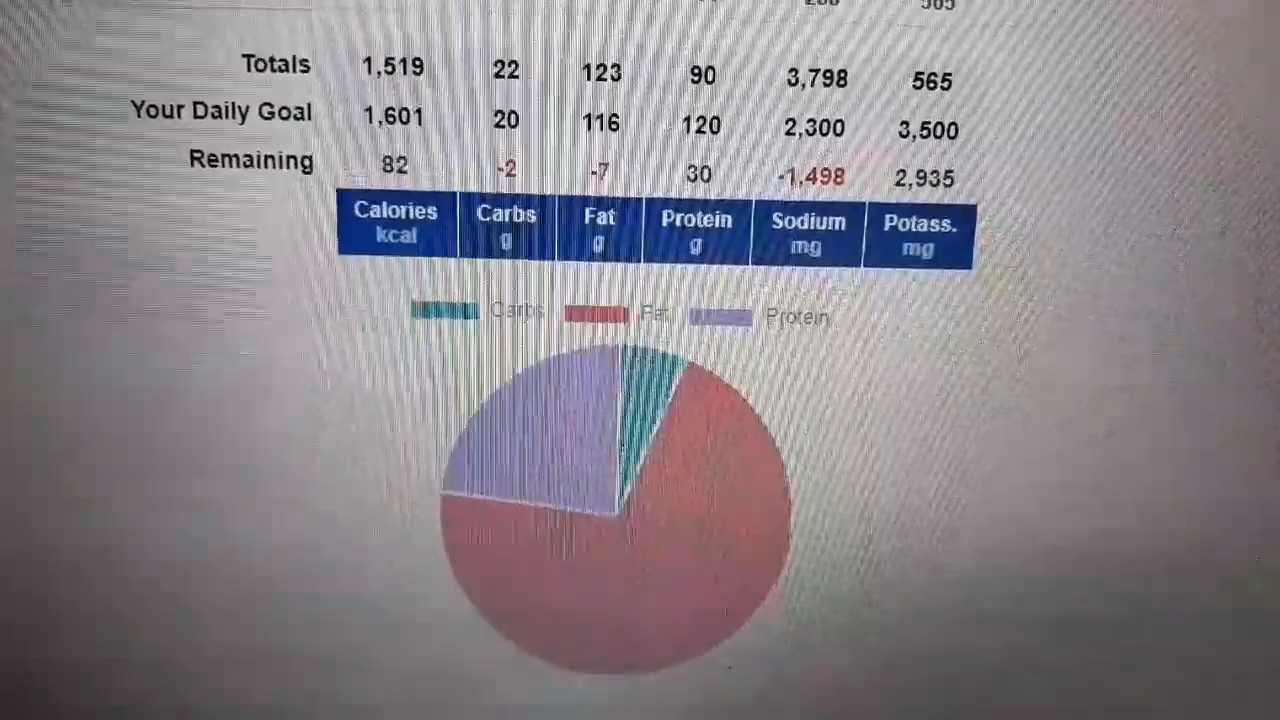 Totals 1,519 22 123 90 3,798 565
Your Daily Goal 1,601 20 116 120 2,300 3,500
Remaining 82 -2 -7 30 -1,498 2,935
Calories Carbs Fat Protein Sodium Potass.
kcal g g g mg mg
Carbs Fat Protein